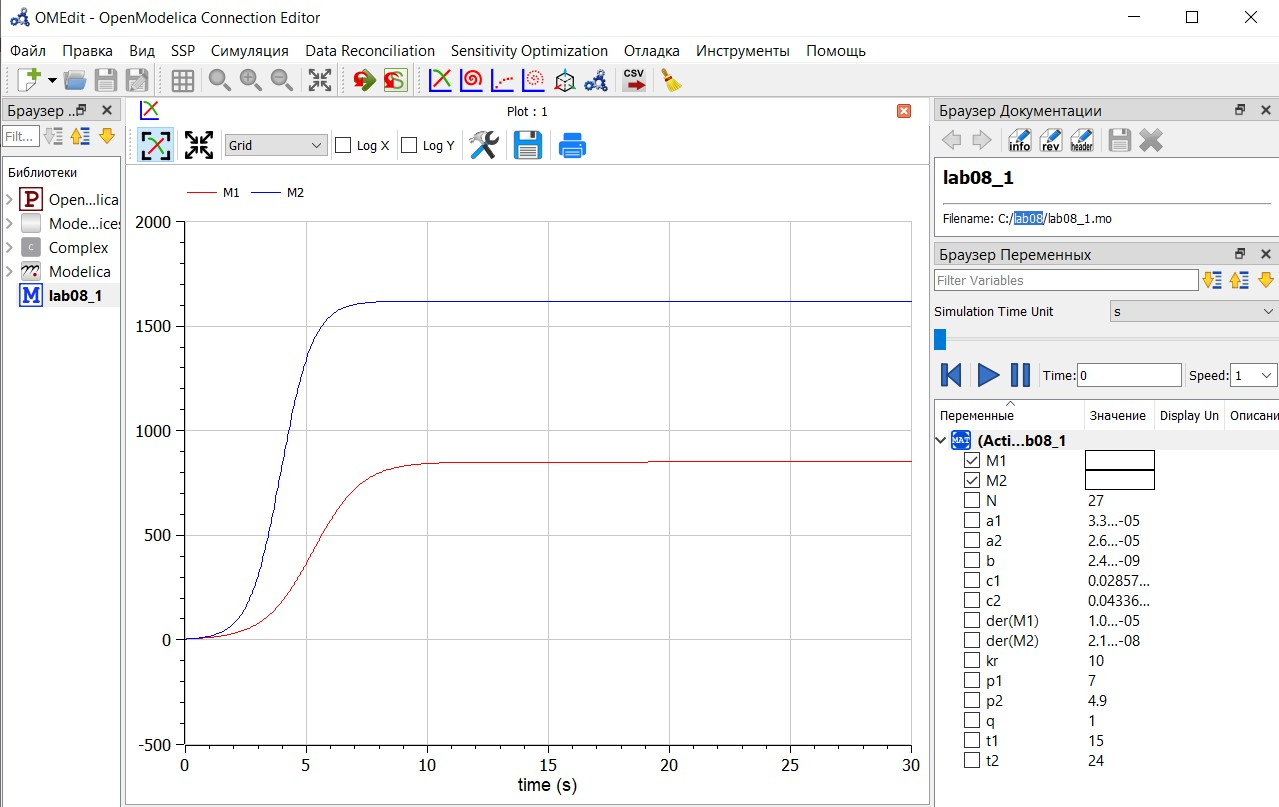 OMEdit - OpenModelica Connection Editor
Файл Правка Вид SSP Симуляция Data Reconciliation Sensitivity Optimization Отладка Инструменты Помощь
CSV
Браузер ..
Filt...
Библиотеки
P Open...lica
Mode...ices
C Complex
m Modelica
M lab08_1
Plot : 1
Grid Log X Log Y
M1 M2
2000
1500
1000
500
0
-500
0 5 10 15 20 25 30
time (s)
Браузер Документации
info rev header
lab08_1
Filename: C:/lab08/lab08_1.mo
Браузер Переменных
Filter Variables
Simulation Time Unit s
Time: 0 Speed: 1
Переменные Значение Display Un Описани
MAT (Acti...b08_1
M1
M2
N 27
a1 3.3...-05
a2 2.6...-05
b 2.4...-09
c1 0.02857...
c2 0.04336...
der(M1) 1.0...-05
der(M2) 2.1...-08
kr 10
p1 7
p2 4.9
q 1
t1 15
t2 24